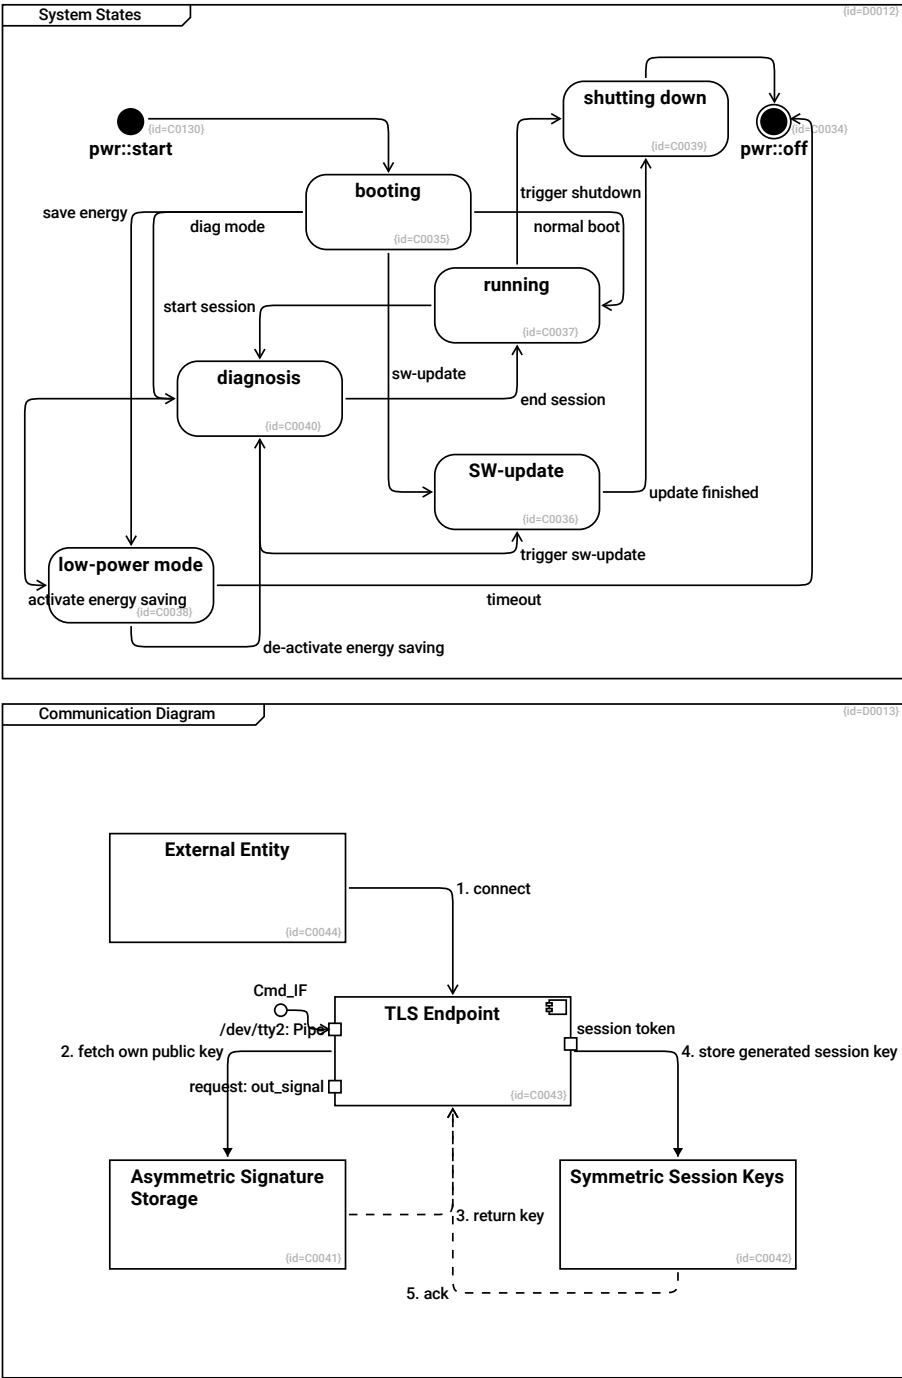 System States
{id=D0012}
shutting down
{id=C0039}
{id=C0130}
pwr::start
{id=C0034}
pwr::off
booting
{id=C0035}
trigger shutdown
save energy
diag mode
normal boot
running
{id=C0037}
start session
sw-update
diagnosis
{id=C0040}
end session
SW-update
{id=C0036}
update finished
trigger sw-update
low-power mode
activate energy saving
{id=C0038}
timeout
de-activate energy saving
Communication Diagram
{id=D0013}
External Entity
{id=C0044}
1. connect
Cmd_IF
TLS Endpoint
/dev/tty2: Pipe
session token
2. fetch own public key
4. store generated session key
request: out_signal
{id=C0043}
Asymmetric Signature
Storage
{id=C0041}
Symmetric Session Keys
{id=C0042}
3. return key
5. ack